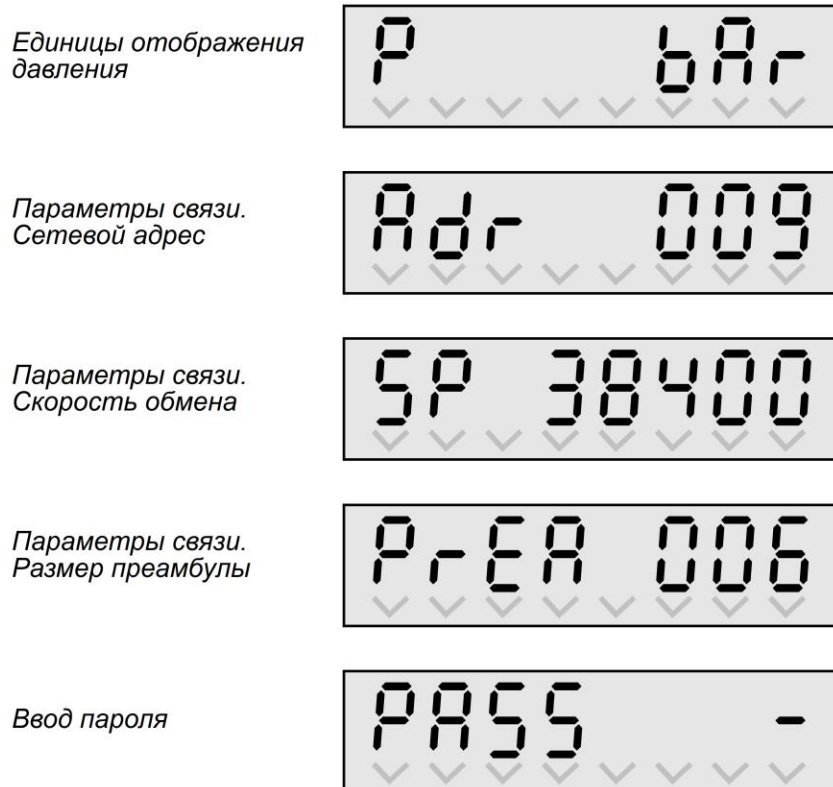 Единицы отображения
давления
P bAr
Параметры связи.
Сетевой адрес
Adr 009
Параметры связи.
Скорость обмена
SP 38400
Параметры связи.
Размер преамбулы
PrEA 006
Ввод пароля
PASS -